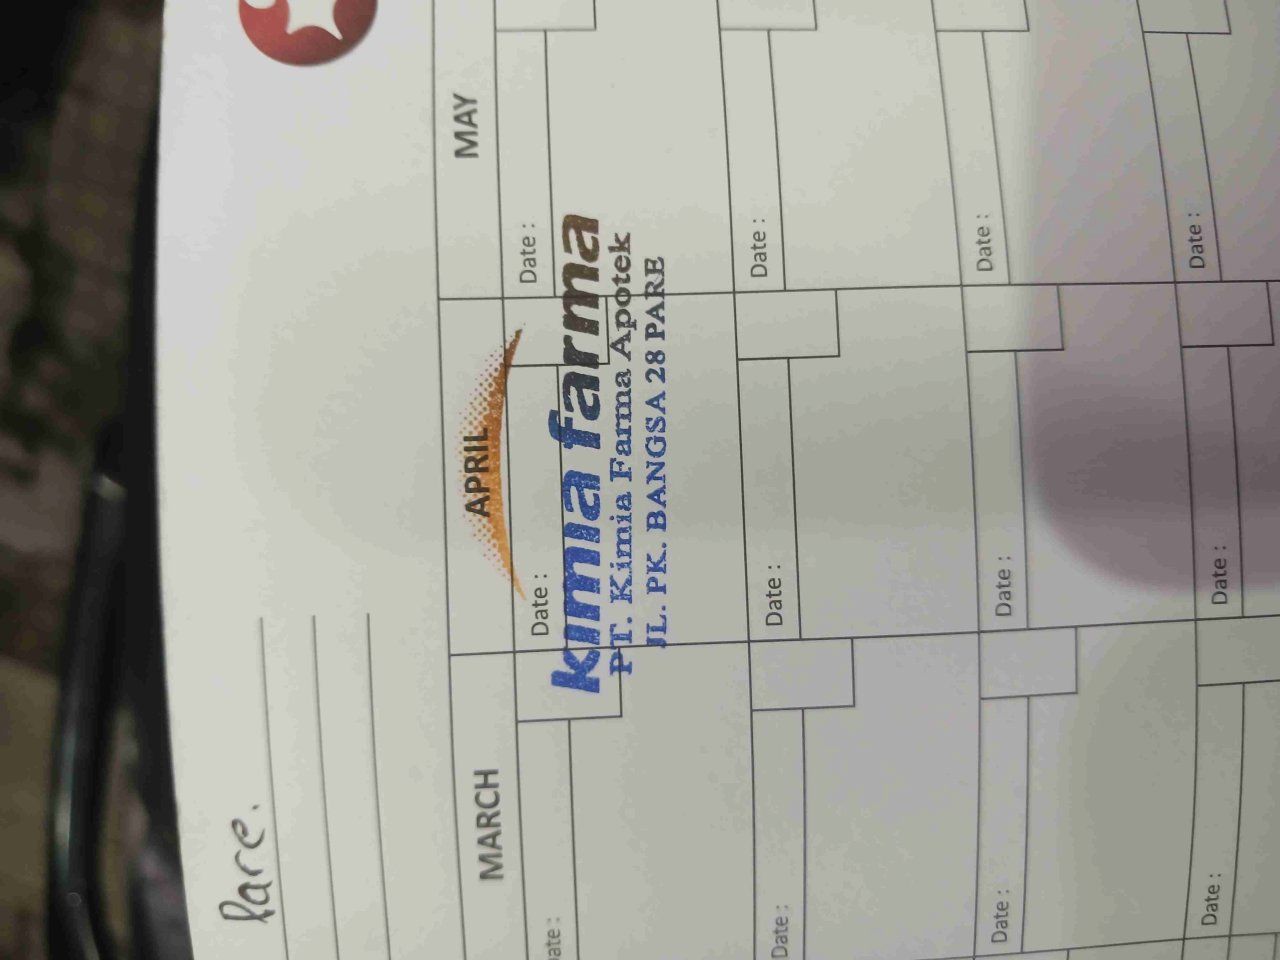 Pare.
MARCH
APRIL
MAY
Date :
Date :
Date :
kimia farma
PT. Kimia Farma Apotek
JL. PK. BANGSA 28 PARE
Date :
Date :
Date :
Date :
Date :
Date :
Date :
Date :
Date :